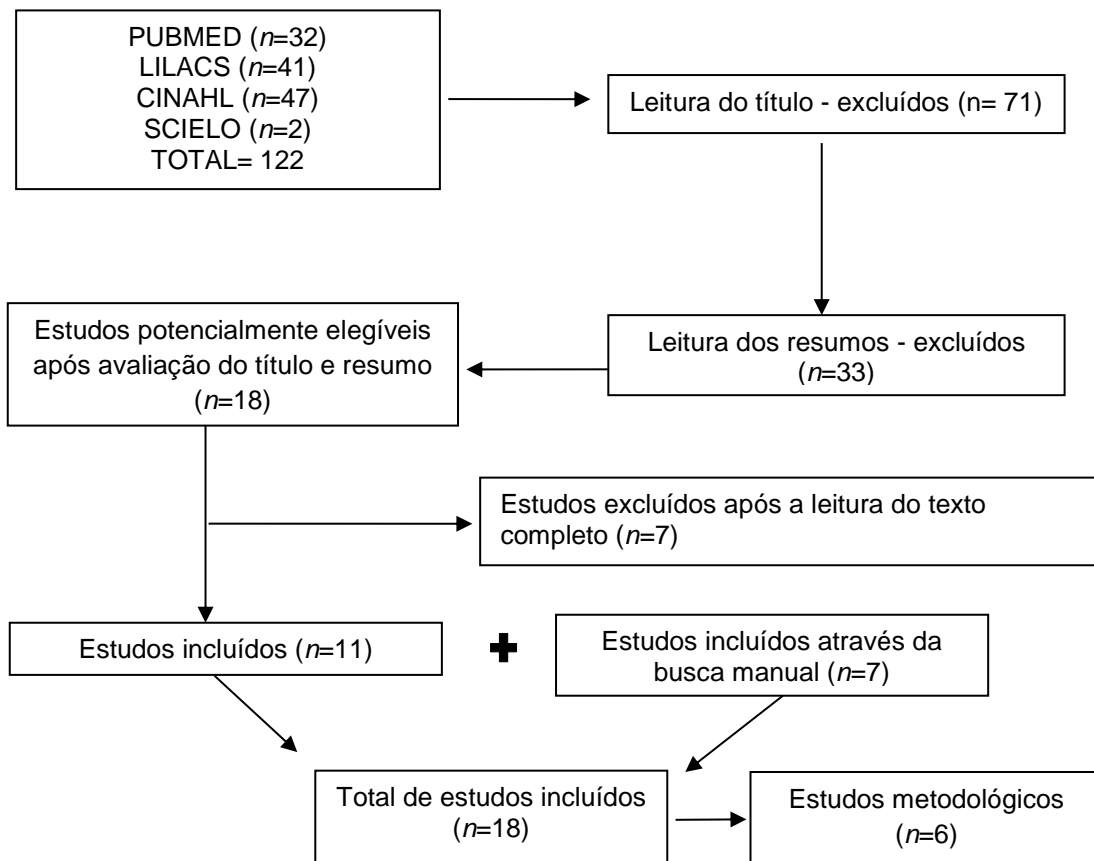 PUBMED (n=32)
LILACS (n=41)
CINAHL (n=47)
SCIELO (n=2)
TOTAL= 122
Leitura do título - excluídos (n= 71)
Estudos potencialmente elegíveis
após avaliação do título e resumo
(n=18)
Leitura dos resumos - excluídos
(n=33)
Estudos excluídos após a leitura do texto
completo (n=7)
Estudos incluídos (n=11)
Estudos incluídos através da
busca manual (n=7)
Total de estudos incluídos
(n=18)
Estudos metodológicos
(n=6)